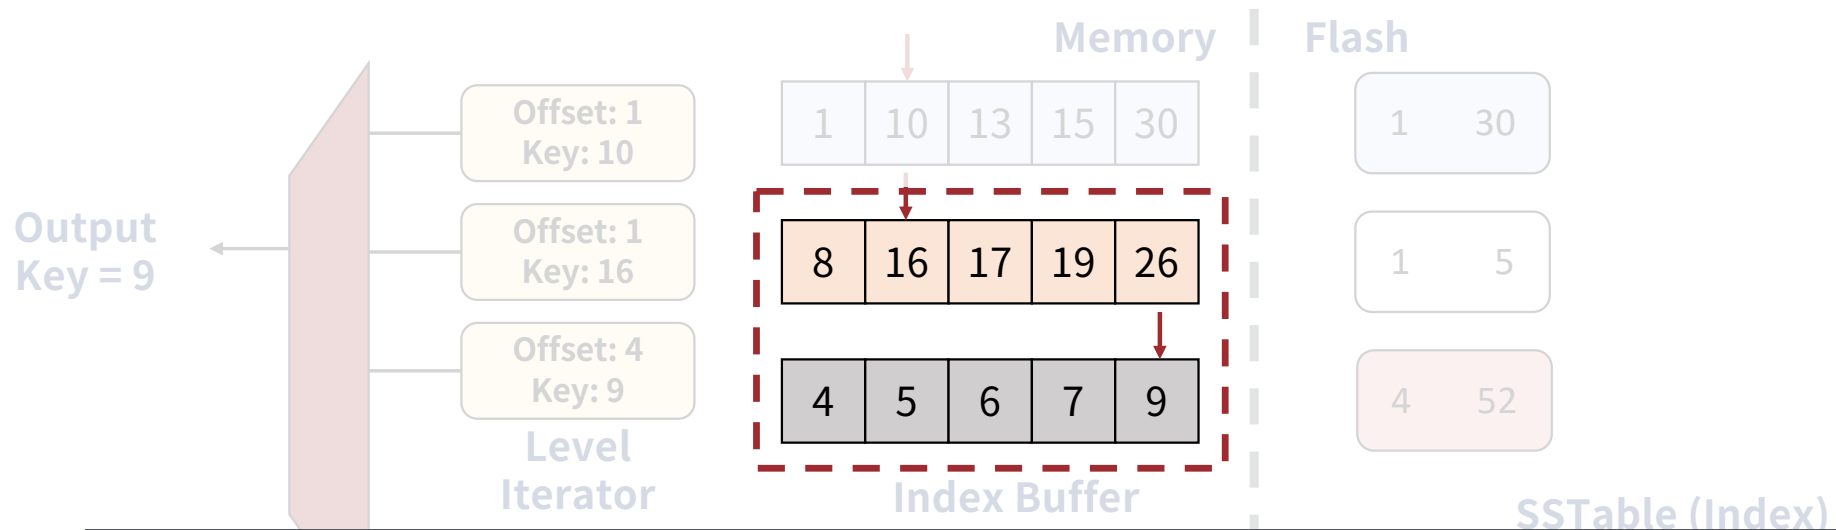 Memory
Flash
Offset: 1
Key: 10
1 10 13 15 30
1 30
Output
Key = 9
Offset: 1
Key: 16
8 16 17 19 26
1 5
Offset: 4
Key: 9
4 5 6 7 9
4 52
Level
Iterator
Index Buffer
SSTable (Index)